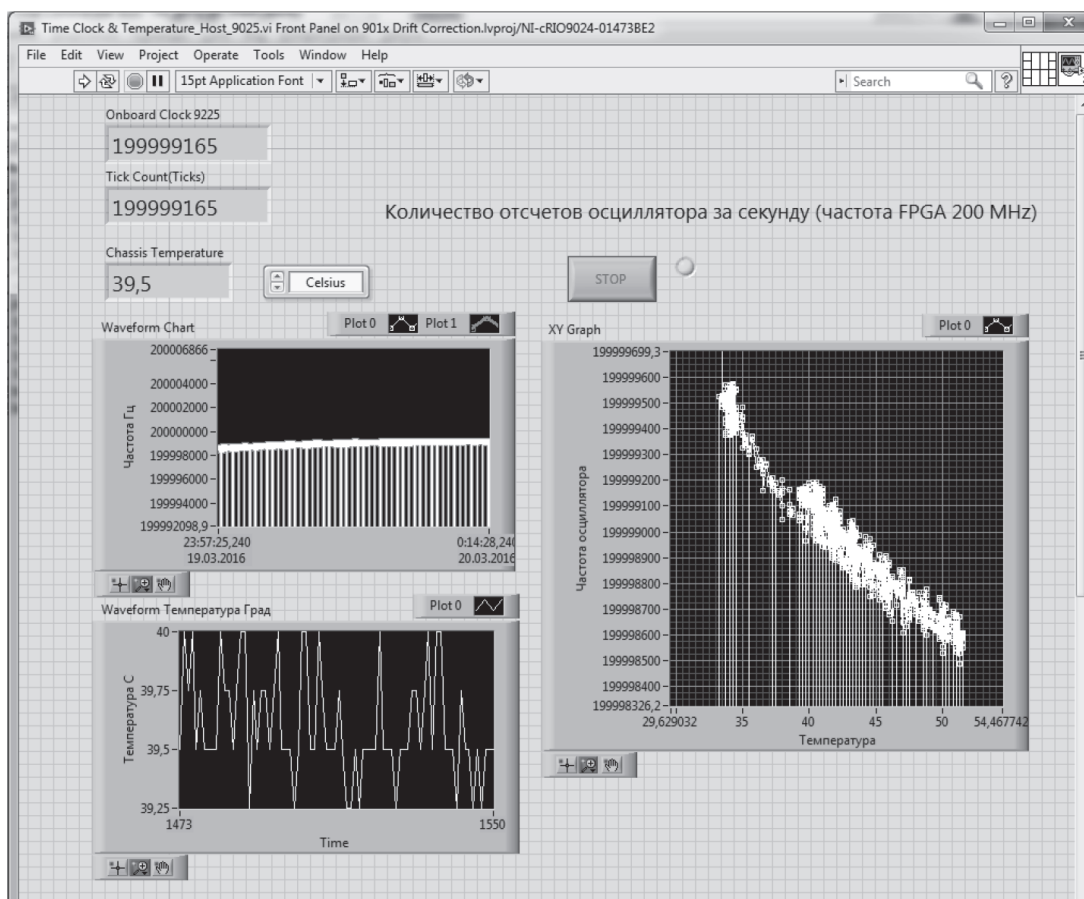 Time Clock & Temperature_Host_9025.vi Front Panel on 901x Drift Correction.lvproj/NI-cRIO9024-01473BE2
File Edit View Project Operate Tools Window Help
15pt Application Font
Search
?
Onboard Clock 9225
199999165
Tick Count(Ticks)
199999165
Количество отсчетов осциллятора за секунду (частота FPGA 200 MHz)
Chassis Temperature
39,5
Celsius
STOP
Waveform Chart
Plot 0
Plot 1
200006866
200004000
200002000
200000000
199998000
199996000
199994000
199992098,9
Частота Гц
23:57:25,240
19.03.2016
0:14:28,240
20.03.2016
Waveform Температура Град
Plot 0
40
39,75
39,5
39,25
Температура С
1473
1550
Time
XY Graph
Plot 0
199999699,3
199999600
199999500
199999400
199999300
199999200
199999100
199999000
199998900
199998800
199998700
199998600
199998500
199998400
199998326,2
Частота осциллятора
29,629032
35
40
45
50
54,467742
Температура